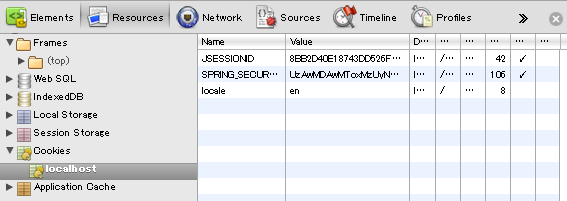 Elements Resources Network Sources Timeline Profiles »
Frames
(top)
Web SQL
IndexedDB
Local Storage
Session Storage
Cookies
localhost
Application Cache
Name Value D… … … … … …
JSESSIONID 8EB2D40E18743DD526F… l… /… … 42 ✓
SPRING_SECUR… UzAwMDAwMToxMzUyN… l… /… … 106 ✓
locale en l… / … 8